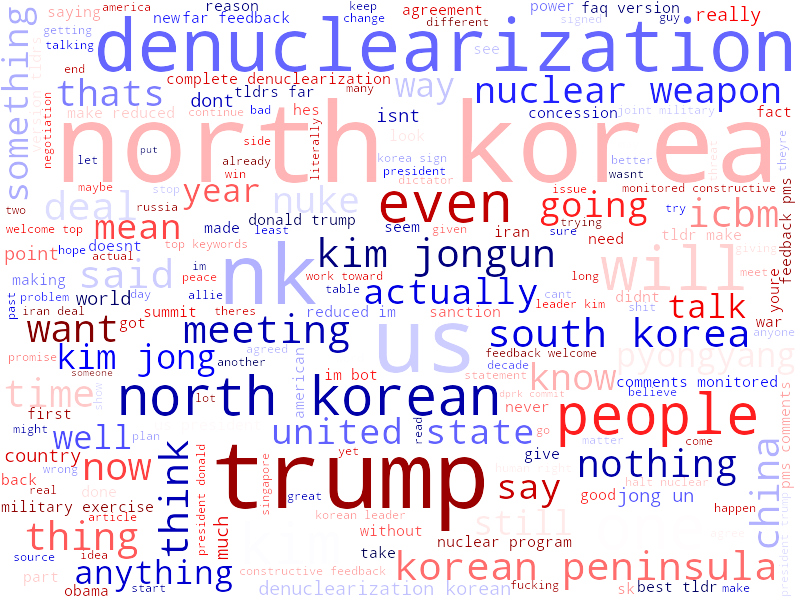 saying
america
newfar feedback
reason
keep
change
agreement
different
power
signed
faq version
guy
really
something
getting
talking
denuclearization
see
end
complete denuclearization
many
thats
dont
tldrs far
way
nuclear weapon
make reduced
continue
bad
hes
isnt
concession
joint military
fact
negotiation
north korea
look
let
put
side
already
win
literally
korea sign
president
dictator
better
wasnt
threat
theyre
maybe
stop
year
nuke
even
going
issue
monitored constructive
try
icbm
feedback pms
two
russia
deal
welcome top
mean
made
donald trump
least
seem
given
iran
trying
sure
need
tldr make
giving
point
hope
doesnt
actual
top keywords
nk
kim jongun
will
meet
making
said
im
peace
work toward
actually
long
youre
past
problem
day
allie
table
cant
leader kim
didnt
shit
iran deal
world
summit
theres
reduced im
sanction
talk
war
anyone
want
got
meeting
us
south korea
promise
kim jong
another
agreed
feedback welcome
decade
pyongyang
someone
american
im bot
statement
know
comments monitored
time
show
north korean
dprk commit
believe
first
lot
never
people
might
well
plan
united state
read
go
matter
come
country
wrong
now
think
president donald
yet
give
nothing
china
pms comments
back
real
done
trump
singapore
great
human right
say
good
halt nuclear
jong un
president trump
military exercise
article
much
korean leader
still
happen
agree
thing
idea
without
nuclear program
source
anything
take
korean peninsula
part
start
constructive feedback
fucking
obama
denuclearization korean
sk
best tldr
make